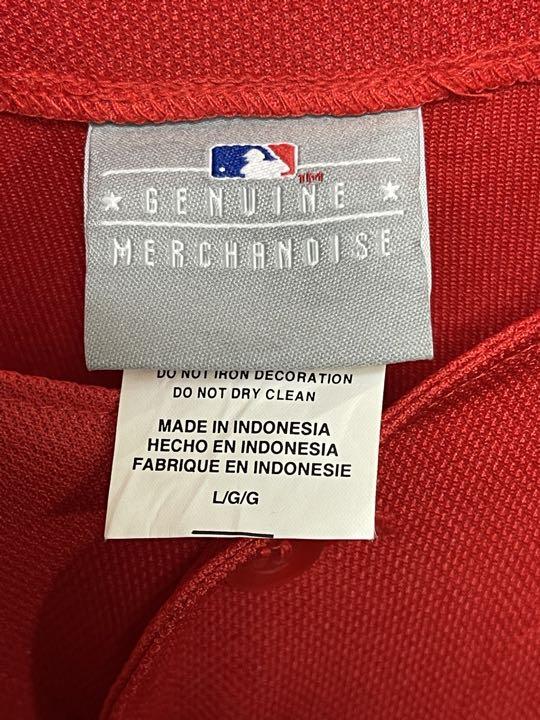 TM
★ GENUINE ★
MERCHANDISE
DO NOT IRON DECORATION
DO NOT DRY CLEAN
MADE IN INDONESIA
HECHO EN INDONESIA
FABRIQUE EN INDONESIE
L/G/G